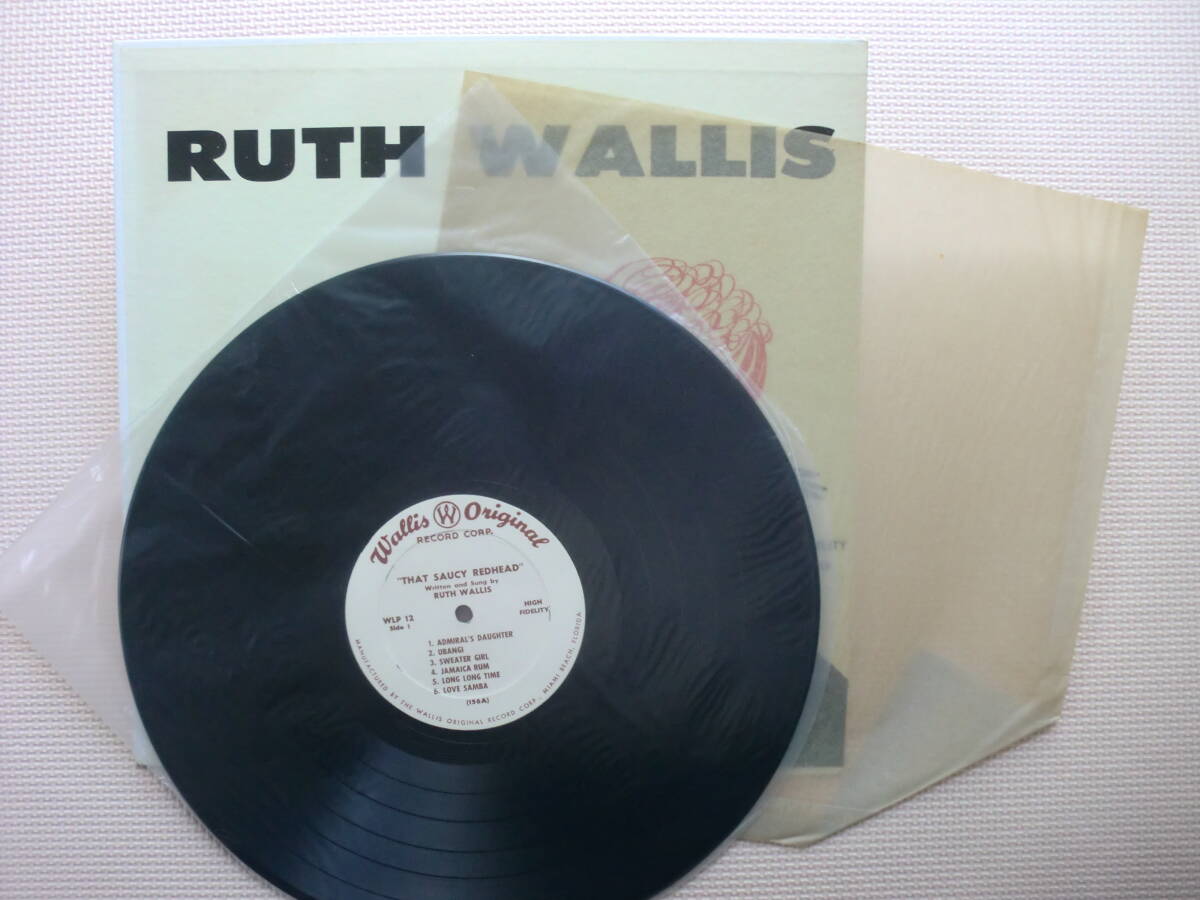 RUTH WALLIS
Wallis W Original
RECORD CORP.
"THAT SAUCY REDHEAD"
Written and Sung by
RUTH WALLIS
WLP 12
Side 1
HIGH
FIDELITY
1. ADMIRAL'S DAUGHTER
2. UBANGI
3. SWEATER GIRL
4. JAMAICA RUM
5. LONG LONG TIME
6. LOVE SAMBA
(156A)
MANUFACTURED BY THE WALLIS ORIGINAL RECORD CORP., MIAMI BEACH, FLORIDA